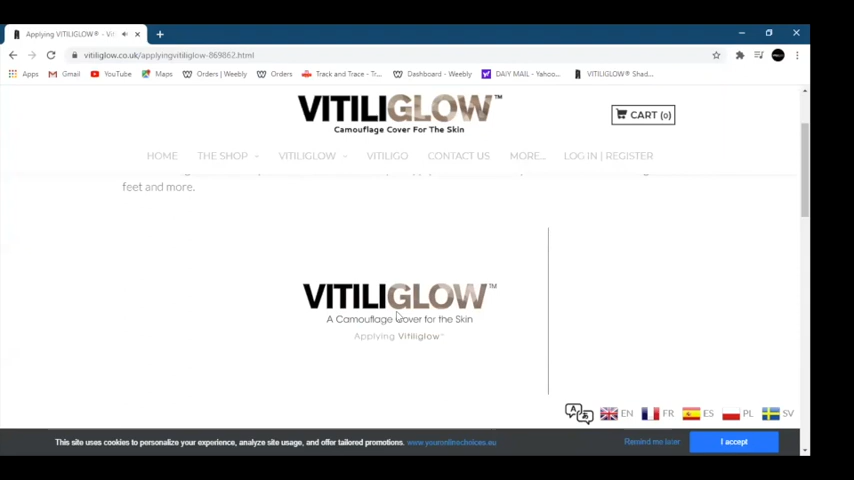 Applying VITILIGLOW® - Vit
vitiliglow.co.uk/applyingvitiliglow-869862.html
Apps
Gmail
YouTube
Maps
Orders | Weebly
Orders
Track and Trace - Tr...
Dashboard - Weebly
DAIY MAIL - Yahoo...
VITILIGLOW® Shad...
VITILIGLOW™
Camouflage Cover For The Skin
CART (0)
HOME THE SHOP VITILIGLOW VITILIGO CONTACT US MORE... LOG IN | REGISTER
feet and more.
VITILIGLOW™
A Camouflage Cover for the Skin
Applying Vitiliglow™
EN FR ES PL SV
This site uses cookies to personalize your experience, analyze site usage, and offer tailored promotions. www.youronlinechoices.eu
Remind me later
I accept